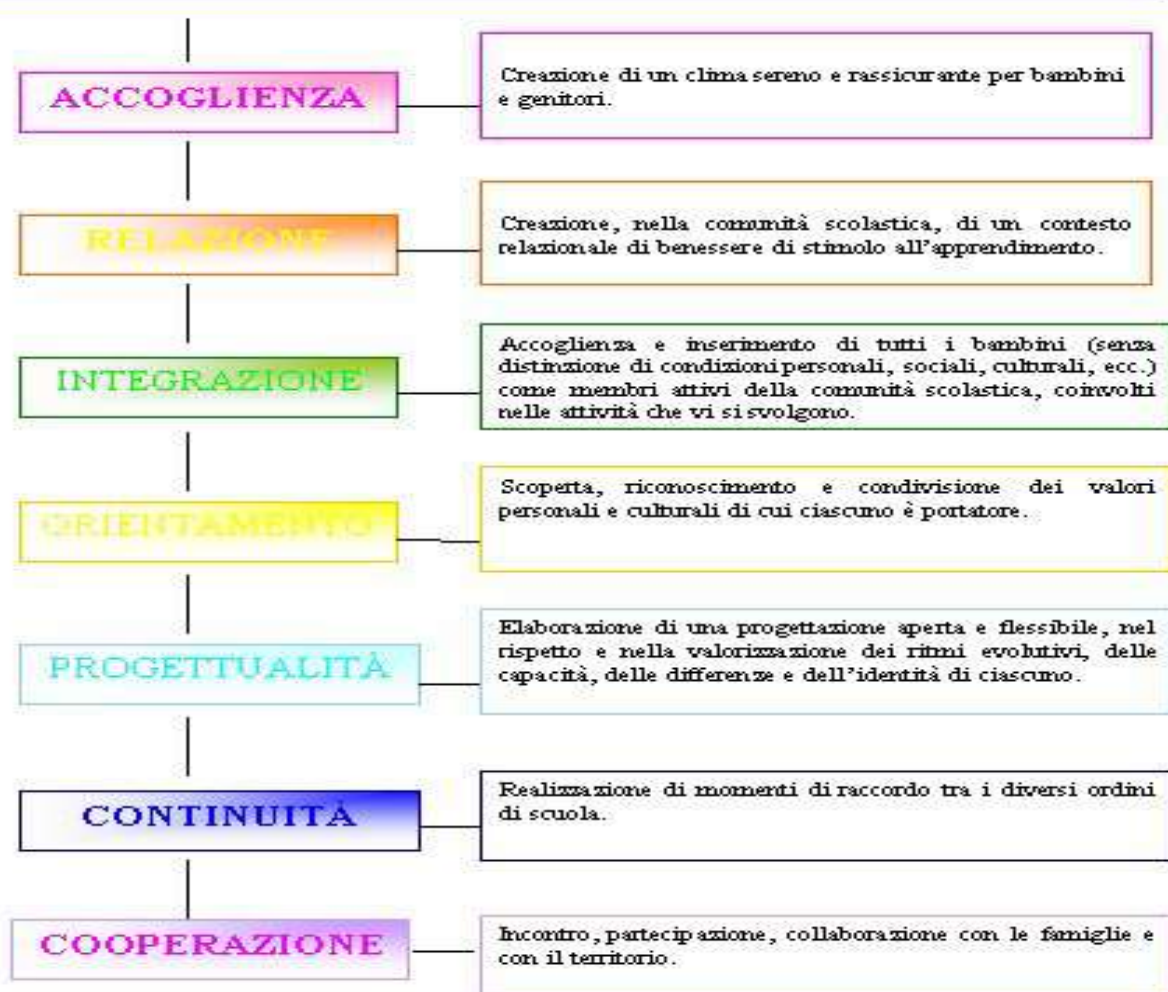 ACCOGLIENZA
Creazione di un clima sereno e rassicurante per bambini
e genitori.
RELAZIONE
Creazione, nella comunità scolastica, di un contesto
relazionale di benessere di stimolo all'apprendimento.
INTEGRAZIONE
Accoglienza e inserimento di tutti i bambini (senza
distinzione di condizioni personali, sociali, culturali, ecc.)
come membri attivi della comunità scolastica, coinvolti
nelle attività che vi si svolgono.
ORIENTAMENTO
Scoperta, riconoscimento e condivisione dei valori
personali e culturali di cui ciascuno è portatore.
PROGETTUALITÀ
Elaborazione di una progettazione aperta e flessibile, nel
rispetto e nella valorizzazione dei ritmi evolutivi, delle
capacità, delle differenze e dell'identità di ciascuno.
CONTINUITÀ
Realizzazione di momenti di raccordo tra i diversi ordini
di scuola.
COOPERAZIONE
Incontro, partecipazione, collaborazione con le famiglie e
con il territorio.